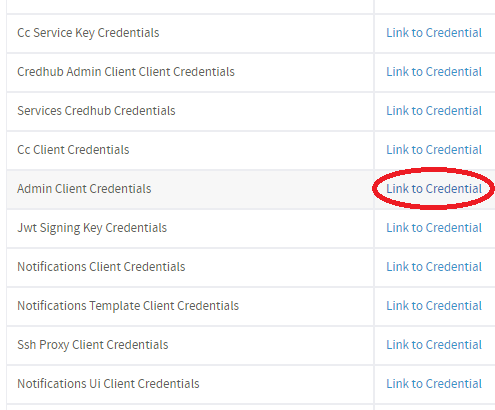 Cc Service Key Credentials Link to Credential
Credhub Admin Client Client Credentials Link to Credential
Services Credhub Credentials Link to Credential
Cc Client Credentials Link to Credential
Admin Client Credentials Link to Credential
Jwt Signing Key Credentials Link to Credential
Notifications Client Credentials Link to Credential
Notifications Template Client Credentials Link to Credential
Ssh Proxy Client Credentials Link to Credential
Notifications Ui Client Credentials Link to Credential